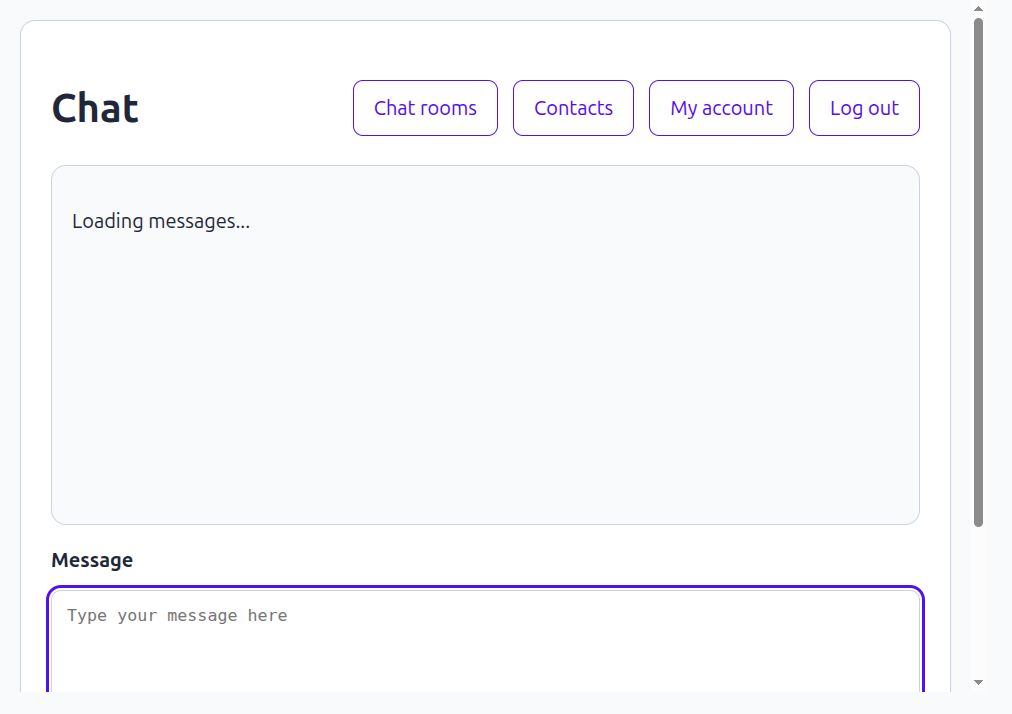 Chat
Chat rooms
Contacts
My account
Log out
Loading messages...
Message
Type your message here